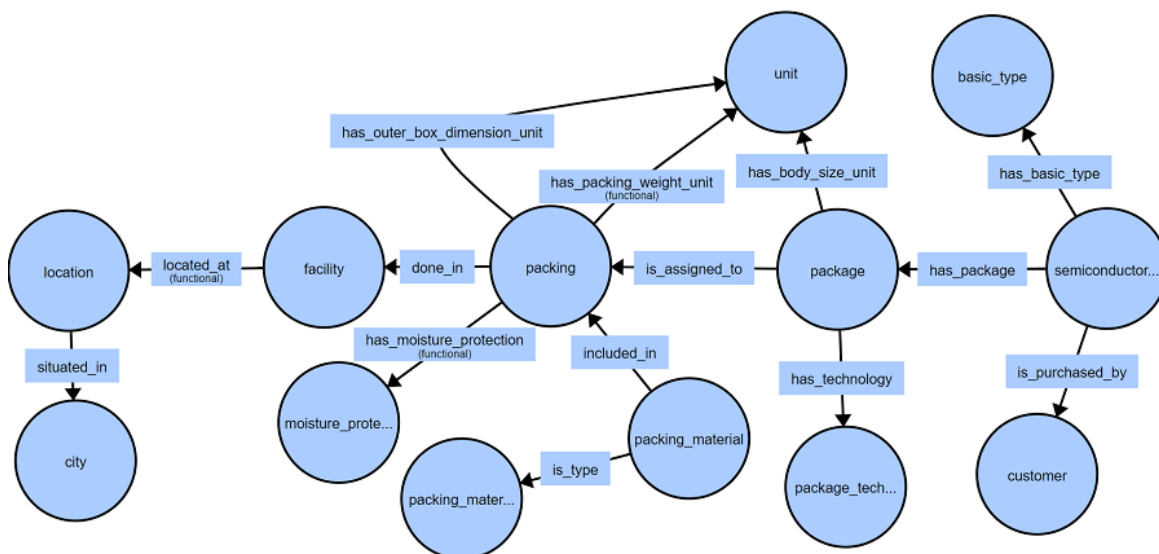 unit
basic_type
has_outer_box_dimension_unit
has_packing_weight_unit
(functional)
has_body_size_unit
has_basic_type
location
located_at
(functional)
facility
done_in
packing
is_assigned_to
package
has_package
semiconductor...
situated_in
has_moisture_protection
(functional)
included_in
has_technology
is_purchased_by
moisture_prote...
packing_material
city
is_type
packing_mater...
package_tech...
customer